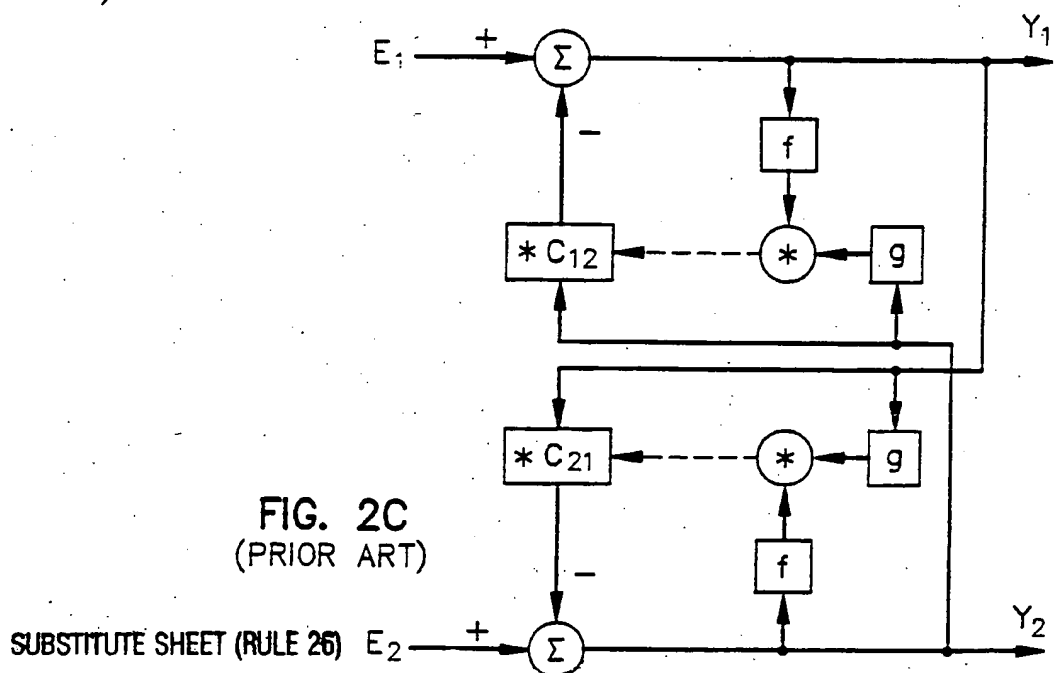 Y1
E1 + Σ
−
f
* C12 * g
* C21 * g
FIG. 2C
(PRIOR ART)
f
−
SUBSTITUTE SHEET (RULE 26) E2 + Σ
Y2